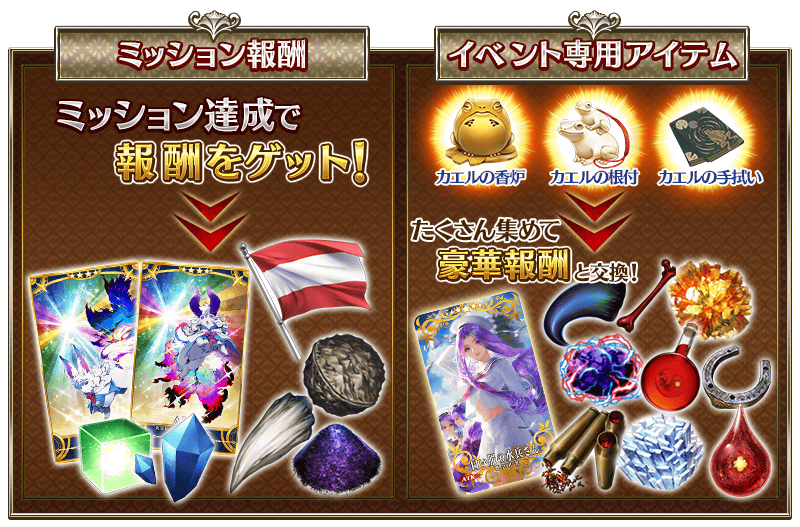 ミッション報酬
ミッション達成で
報酬をゲット!
イベント専用アイテム
カエルの香炉
カエルの根付
カエルの手拭い
たくさん集めて
豪華報酬と交換!
ATK